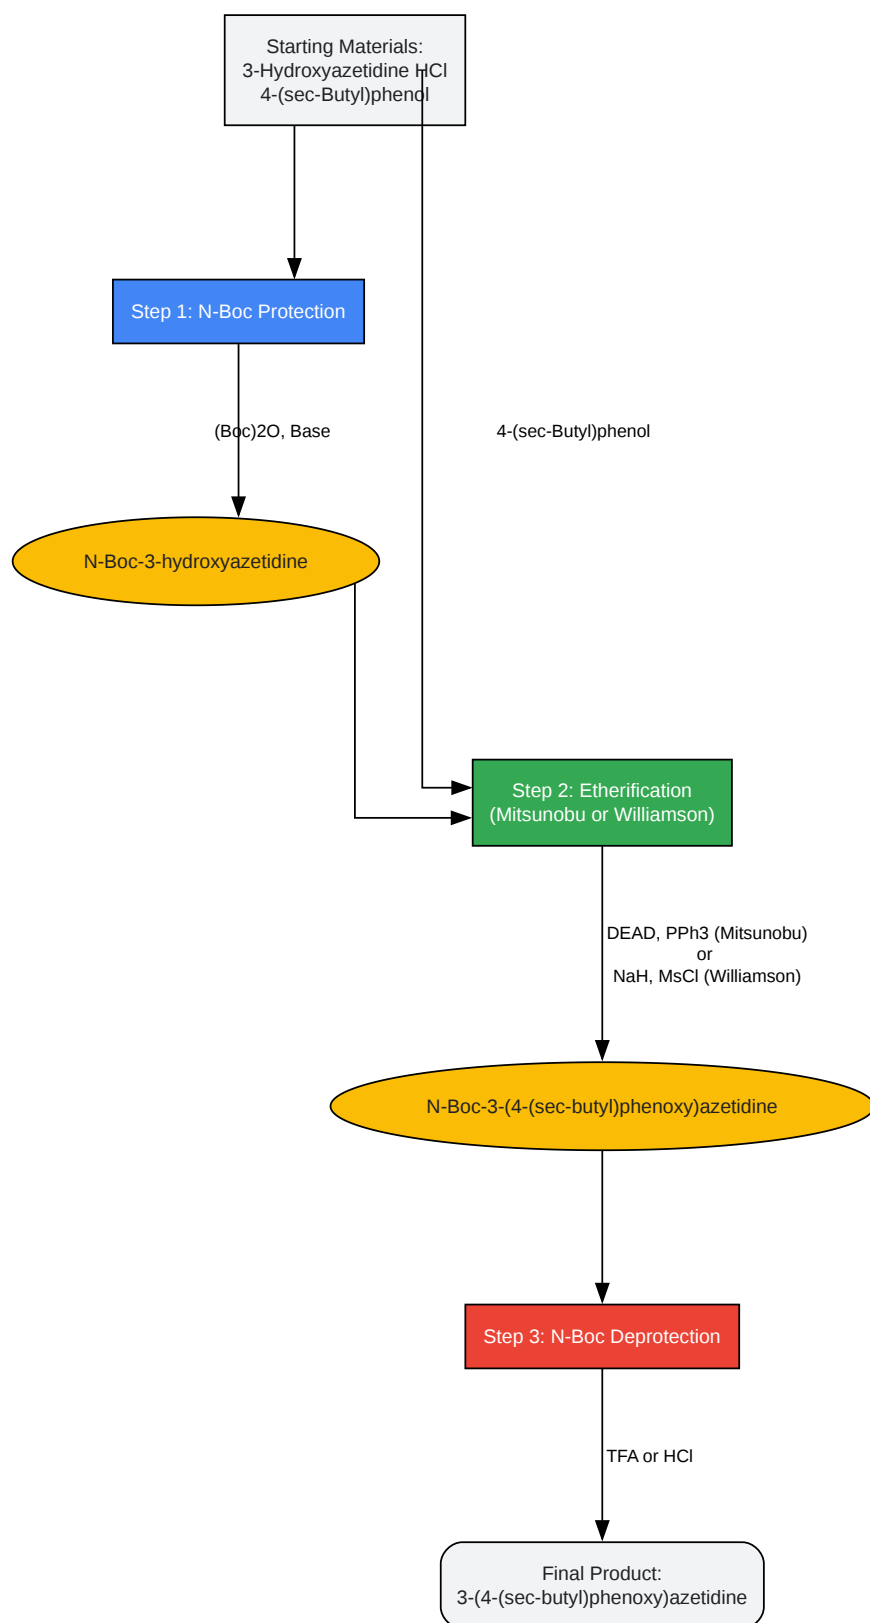 Starting Materials:
3-Hydroxyazetidine HCl
4-(sec-Butyl)phenol
Step 1: N-Boc Protection
(Boc)2O, Base
4-(sec-Butyl)phenol
N-Boc-3-hydroxyazetidine
Step 2: Etherification
(Mitsunobu or Williamson)
DEAD, PPh3 (Mitsunobu)
or
NaH, MsCl (Williamson)
N-Boc-3-(4-(sec-butyl)phenoxy)azetidine
Step 3: N-Boc Deprotection
TFA or HCl
Final Product:
3-(4-(sec-butyl)phenoxy)azetidine